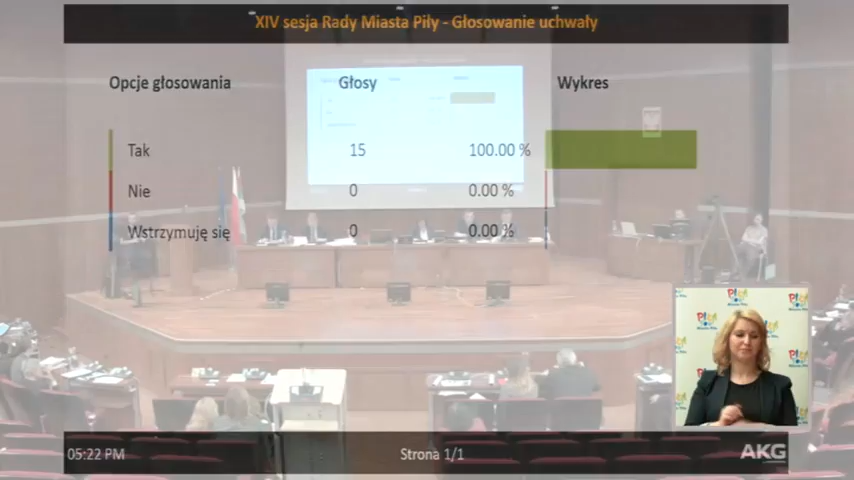 XIV sesja Rady Miasta Piły - Głosowanie uchwały
Opcje głosowania Głosy Wykres
Tak 15 100.00 %
Nie 0 0.00 %
Wstrzymuję się 0 0.00 %
05:22 PM Strona 1/1 AKG